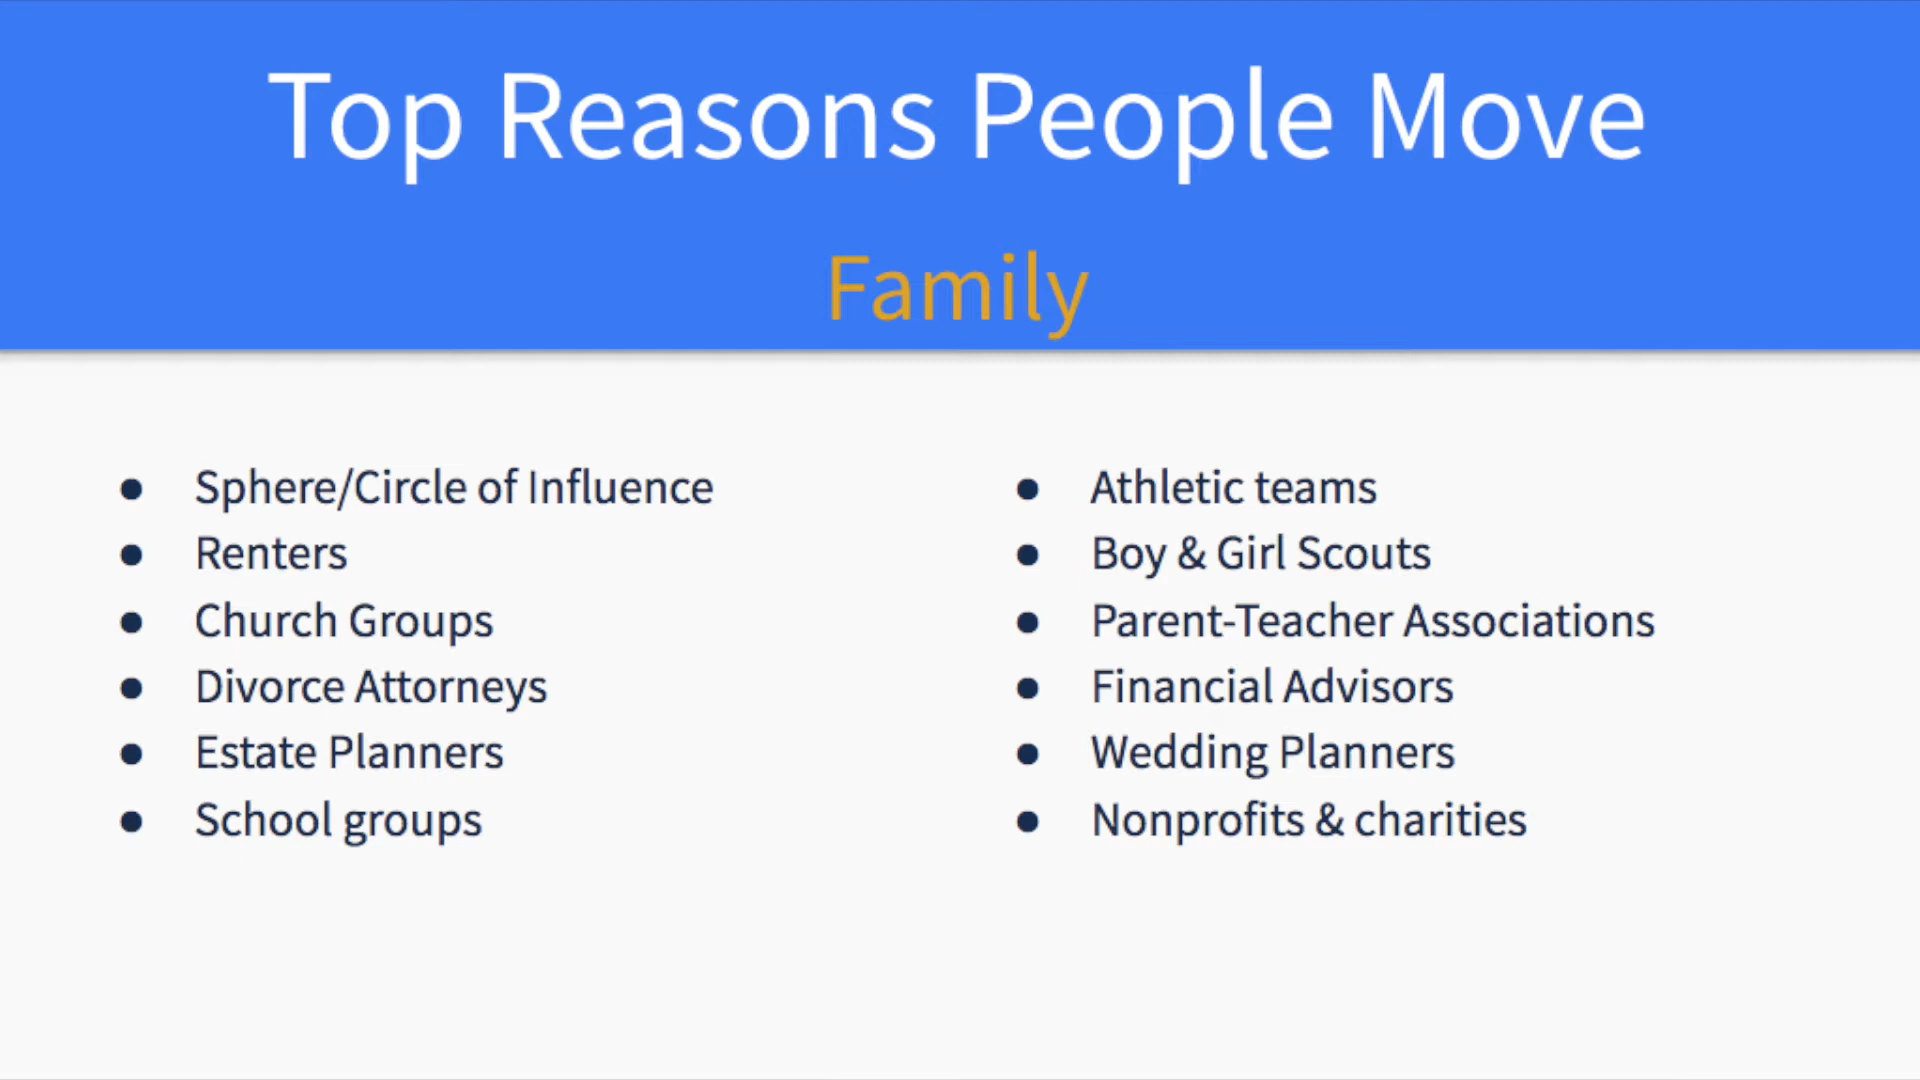 Top Reasons People Move
Family
● Sphere/Circle of Influence
● Renters
● Church Groups
● Divorce Attorneys
● Estate Planners
● School groups
● Athletic teams
● Boy & Girl Scouts
● Parent-Teacher Associations
● Financial Advisors
● Wedding Planners
● Nonprofits & charities